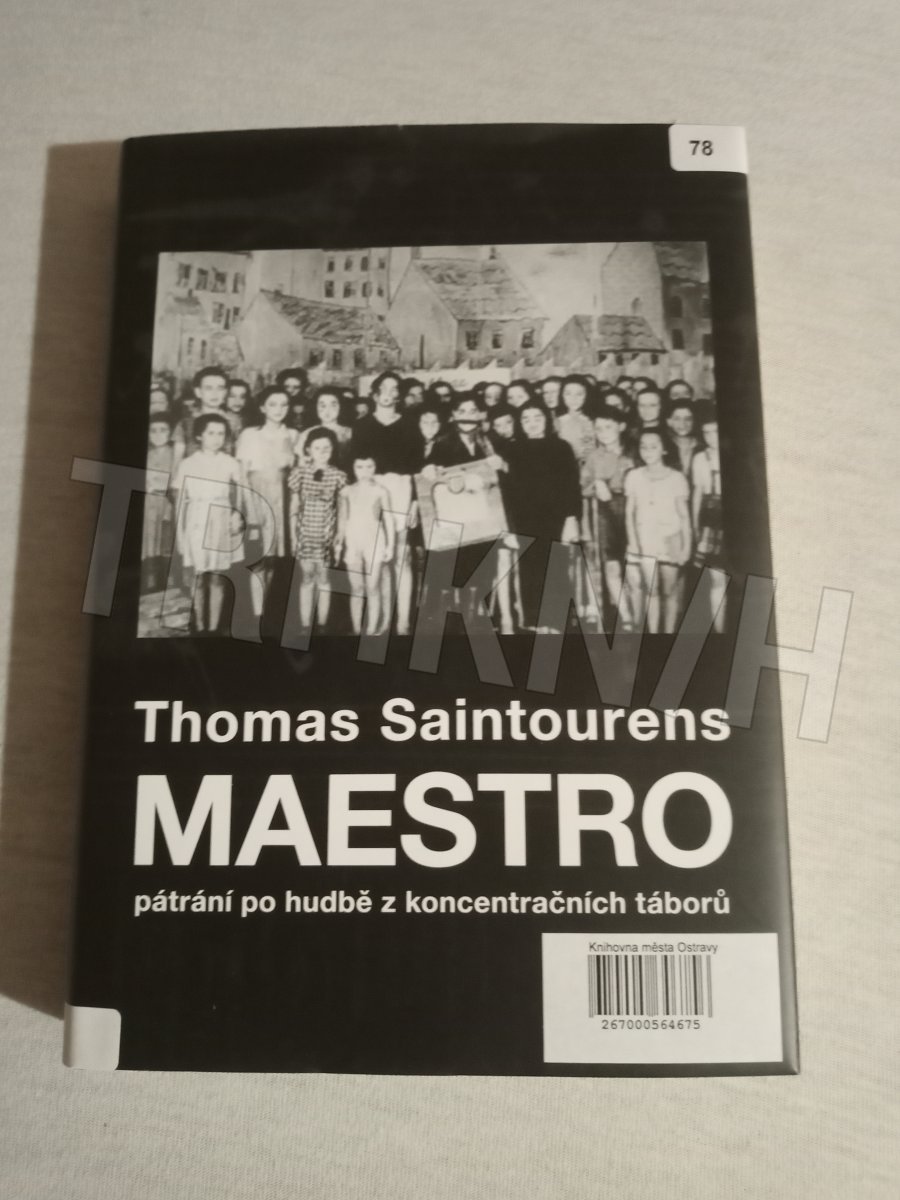 78
Thomas Saintourens
MAESTRO
pátrání po hudbě z koncentračních táborů
Knihovna města Ostravy
267000564675
TRHKNIH